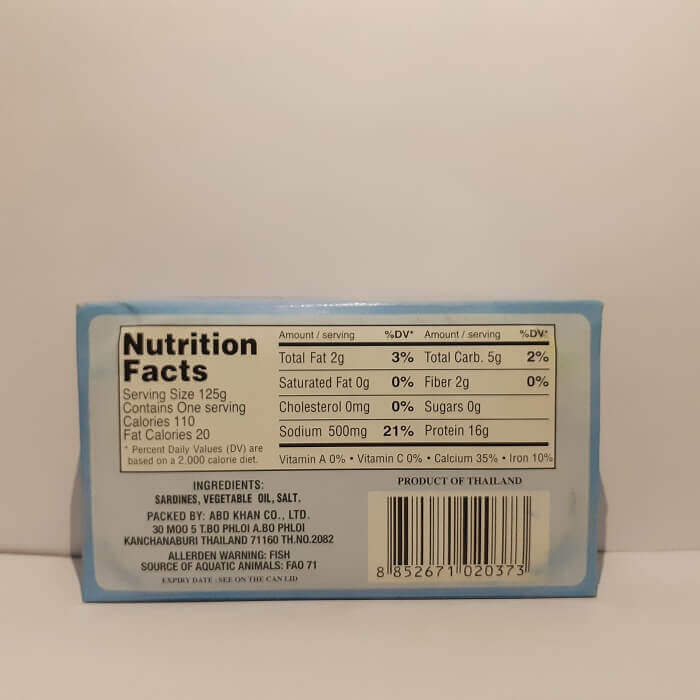 Nutrition
Facts
Serving Size 125g
Contains One serving
Calories 110
Fat Calories 20
* Percent Daily Values (DV) are
based on a 2,000 calorie diet.
Amount / serving %DV* Amount / serving %DV*
Total Fat 2g 3% Total Carb. 5g 2%
Saturated Fat 0g 0% Fiber 2g 0%
Cholesterol 0mg 0% Sugars 0g
Sodium 500mg 21% Protein 16g
Vitamin A 0% • Vitamin C 0% • Calcium 35% • Iron 10%
INGREDIENTS:
SARDINES, VEGETABLE OIL, SALT.
PACKED BY: ABD KHAN CO., LTD.
30 MOO 5 T.BO PHLOI A.BO PHLOI
KANCHANABURI THAILAND 71160 TH.NO.2082
ALLERDEN WARNING: FISH
SOURCE OF AQUATIC ANIMALS: FAO 71
EXPIRY DATE : SEE ON THE CAN LID
PRODUCT OF THAILAND
8 852671 020373